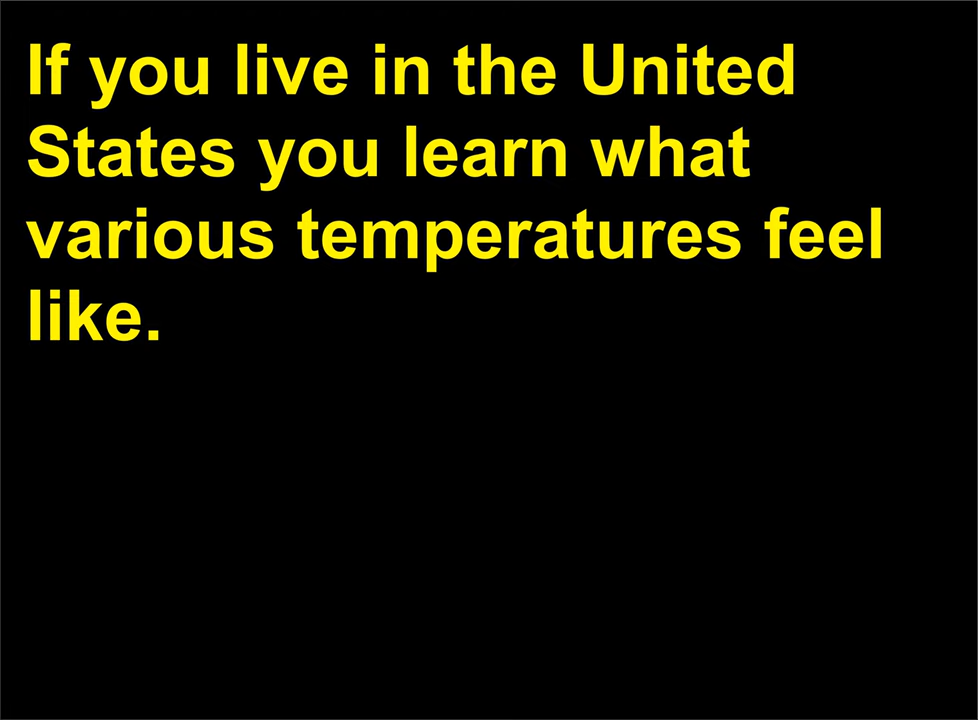 If you live in the United
States you learn what
various temperatures feel
like.